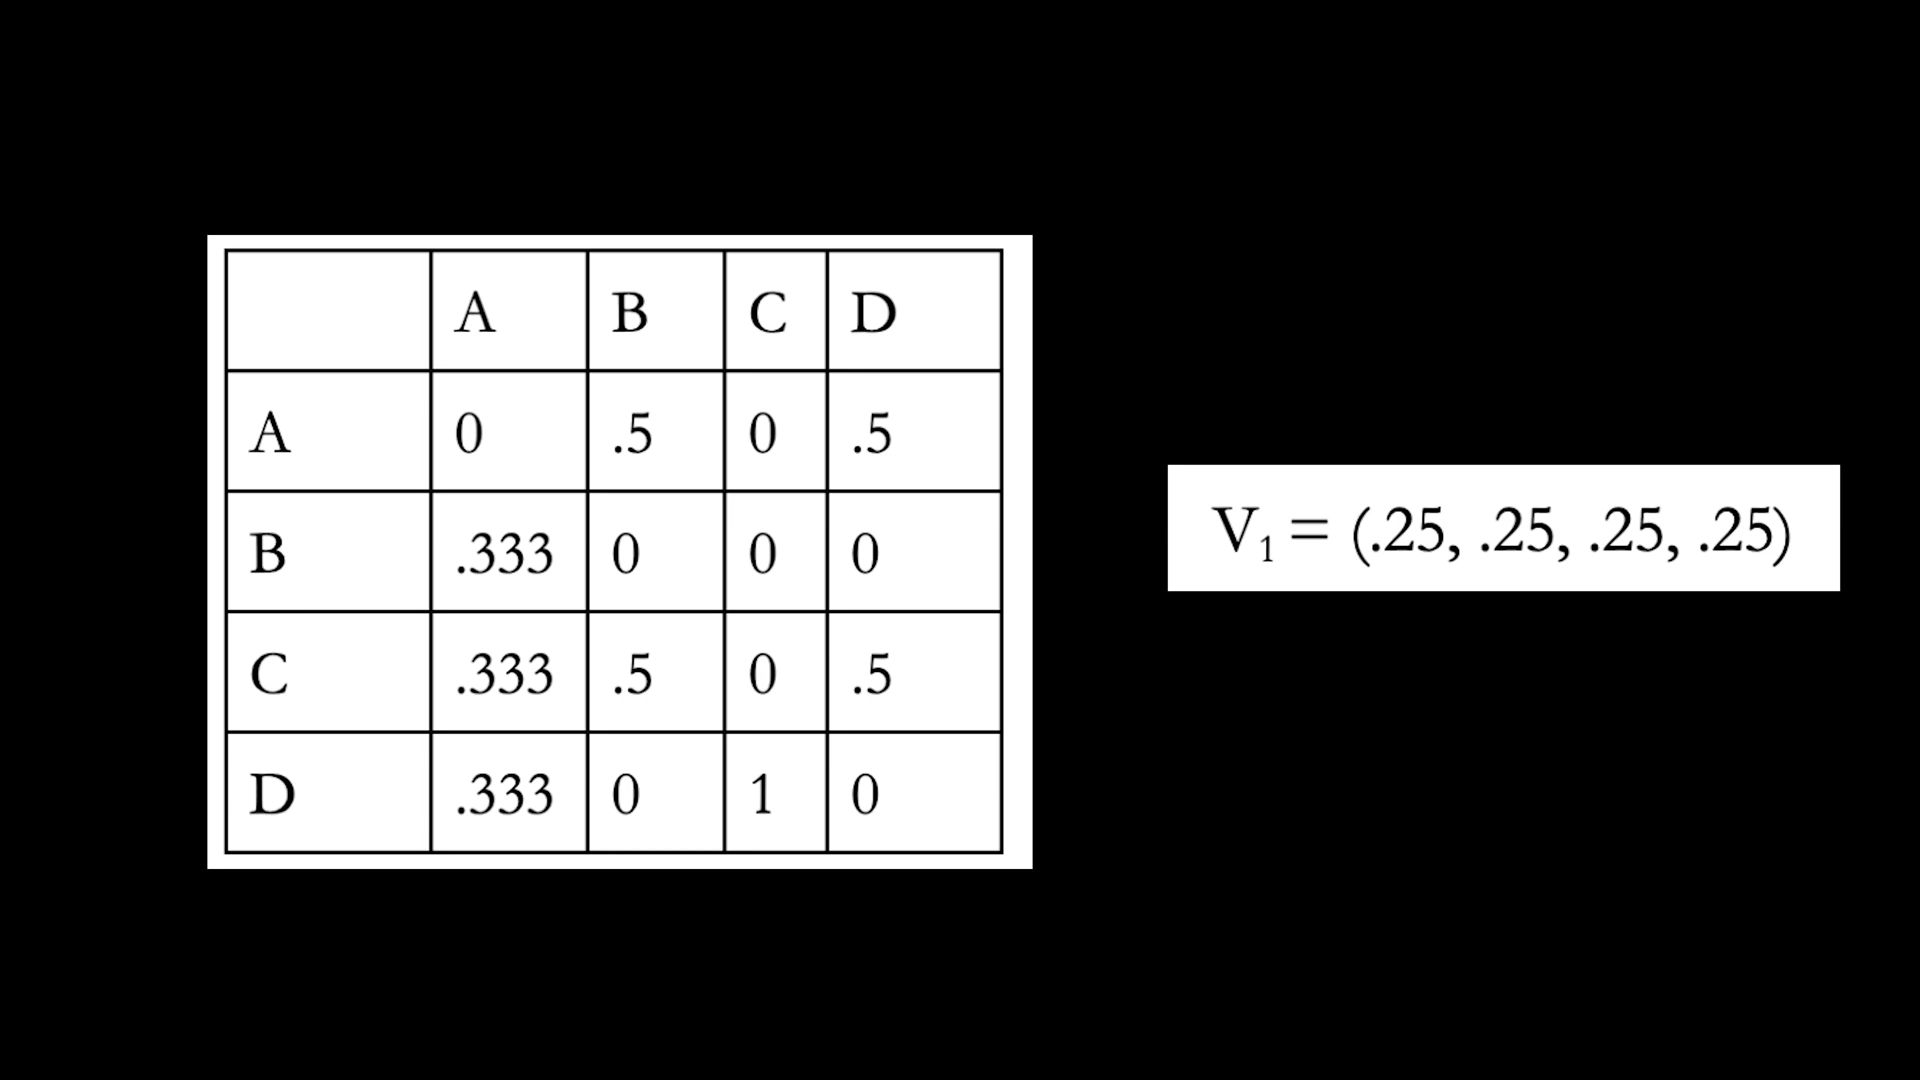 A B C D
A 0 .5 0 .5
B .333 0 0 0
C .333 .5 0 .5
D .333 0 1 0
V₁ = (.25, .25, .25, .25)